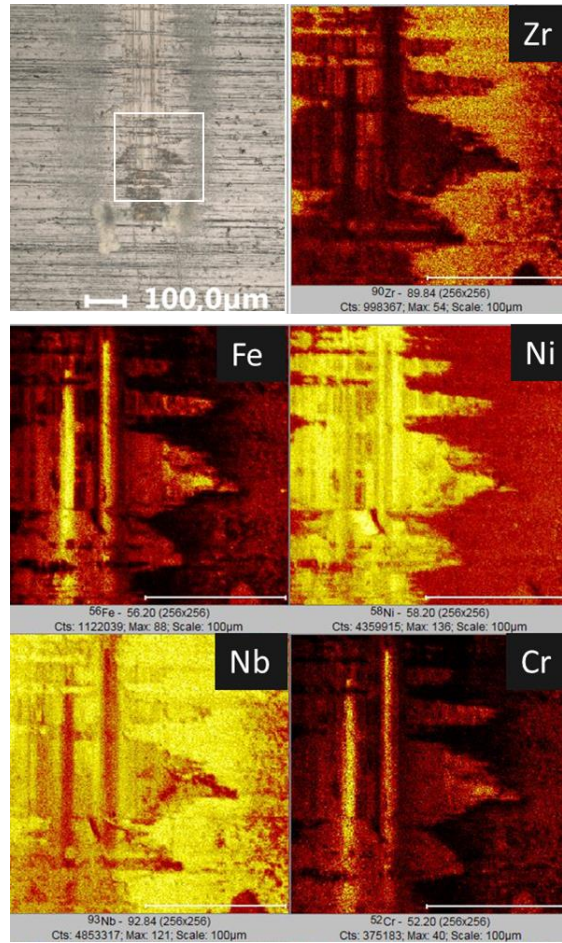 Zr
100,0µm
⁹⁰Zr - 89.84 (256x256)
Cts: 998367; Max: 54; Scale: 100µm
Fe
Ni
⁵⁶Fe - 56.20 (256x256)
Cts: 1122039; Max: 88; Scale: 100µm
⁵⁸Ni - 58.20 (256x256)
Cts: 4359915; Max: 136; Scale: 100µm
Nb
Cr
⁹³Nb - 92.84 (256x256)
Cts: 4853317; Max: 121; Scale: 100µm
⁵²Cr - 52.20 (256x256)
Cts: 375183; Max: 40; Scale: 100µm